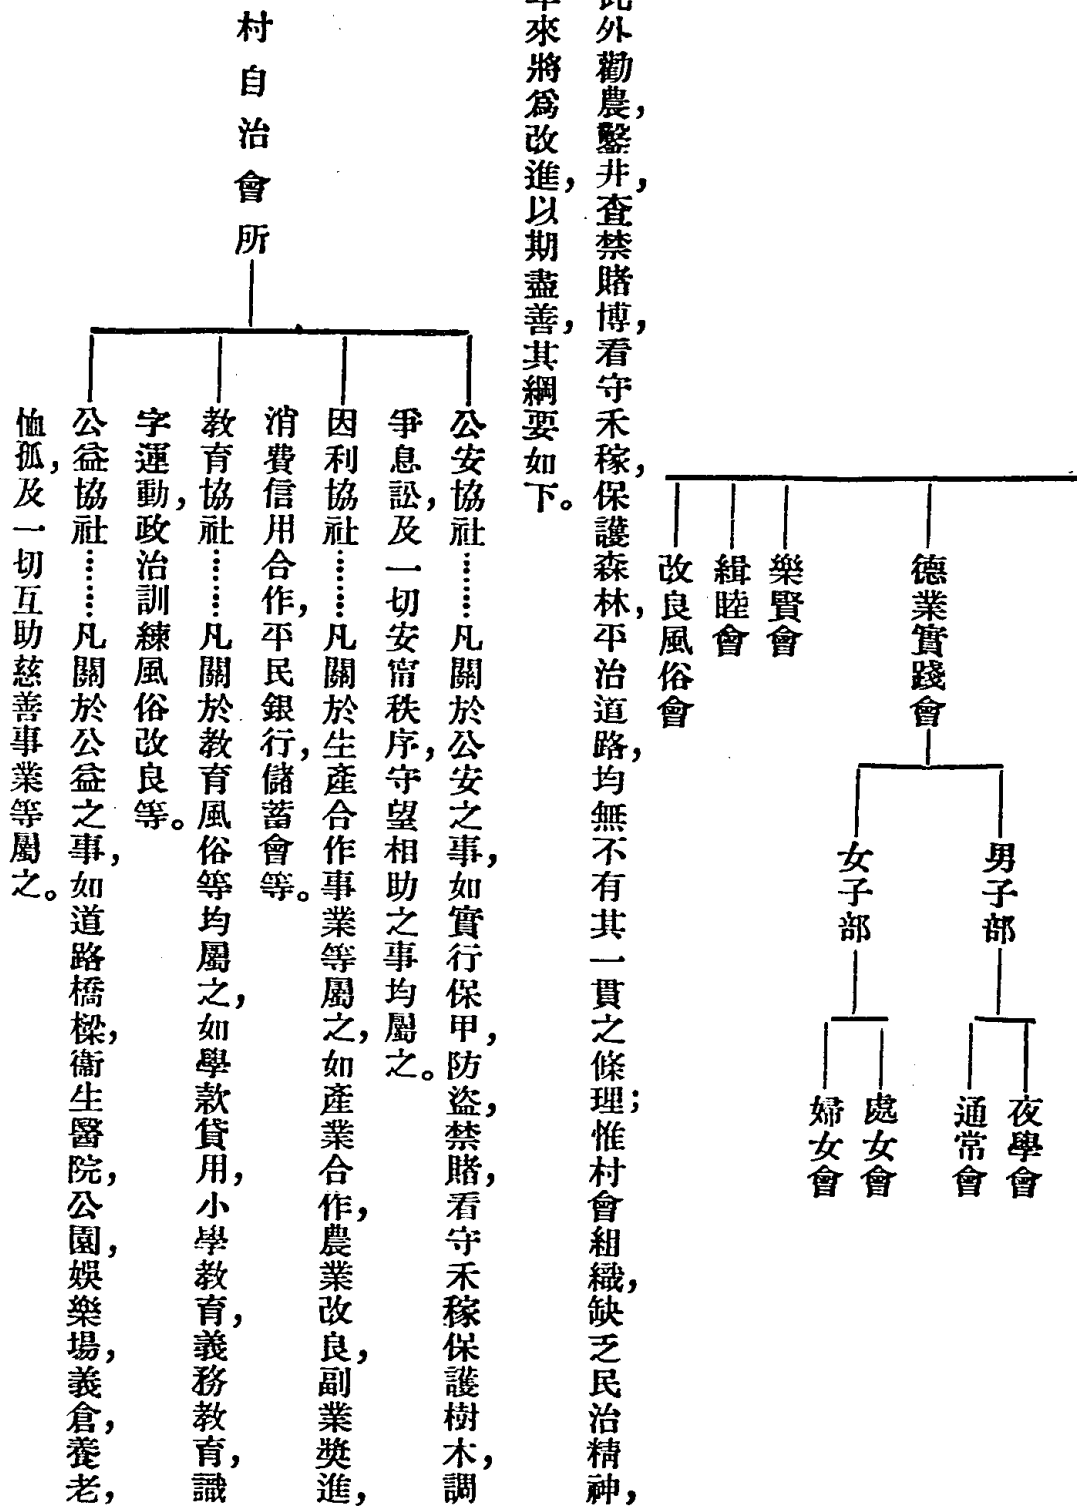 德業實踐會
男子部
夜學會
通常會
女子部
處女會
婦女會
樂賢會
緝睦會
改良風俗會
外勸農，鑿井，查禁賭博，看守禾稼，保護森林，平治道路，均無不有其一貫之條理；惟村會組織，缺乏民治精神，
來將爲改進，以期盡善，其綱要如下。
村自治會所
公安協社……凡關於公安之事，如實行保甲，防盜，禁賭，看守禾稼保護樹木，調
爭息訟，及一切安甯秩序，守望相助之事均屬之。
因利協社……凡關於生產合作事業等屬之，如產業合作，農業改良，副業獎進，
消費信用合作，平民銀行，儲蓄會等。
教育協社……凡關於教育風俗等均屬之，如學款貸用，小學教育，義務教育，識
字運動，政治訓練風俗改良等。
公益協社……凡關於公益之事，如道路橋樑，衞生醫院，公園，娛樂場，義倉，養老，
恤孤，及一切互助慈善事業等屬之。